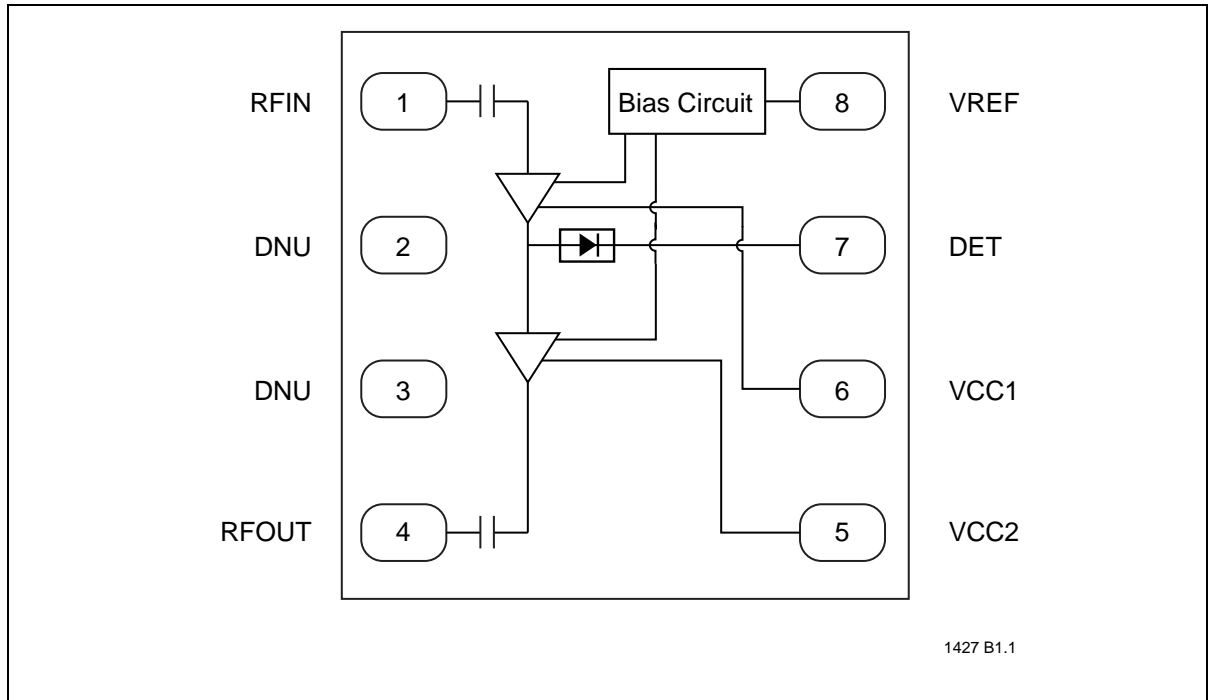 RFIN 1 Bias Circuit 8 VREF
DNU 2 7 DET
DNU 3 6 VCC1
RFOUT 4 5 VCC2
1427 B1.1